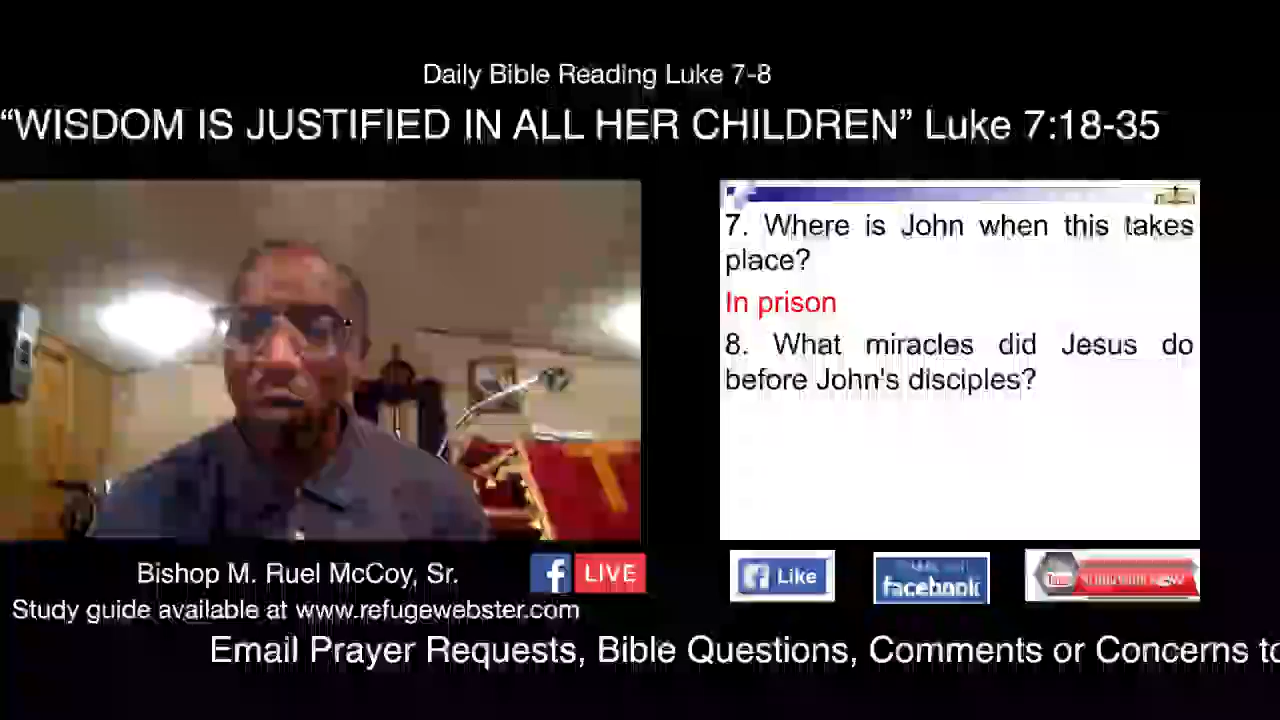 Daily Bible Reading Luke 7-8
“WISDOM IS JUSTIFIED IN ALL HER CHILDREN” Luke 7:18-35
7. Where is John when this takes
place?
In prison
8. What miracles did Jesus do
before John's disciples?
Bishop M. Ruel McCoy, Sr.
f LIVE
f Like
facebook
Study guide available at www.refugewebster.com
Email Prayer Requests, Bible Questions, Comments or Concerns to